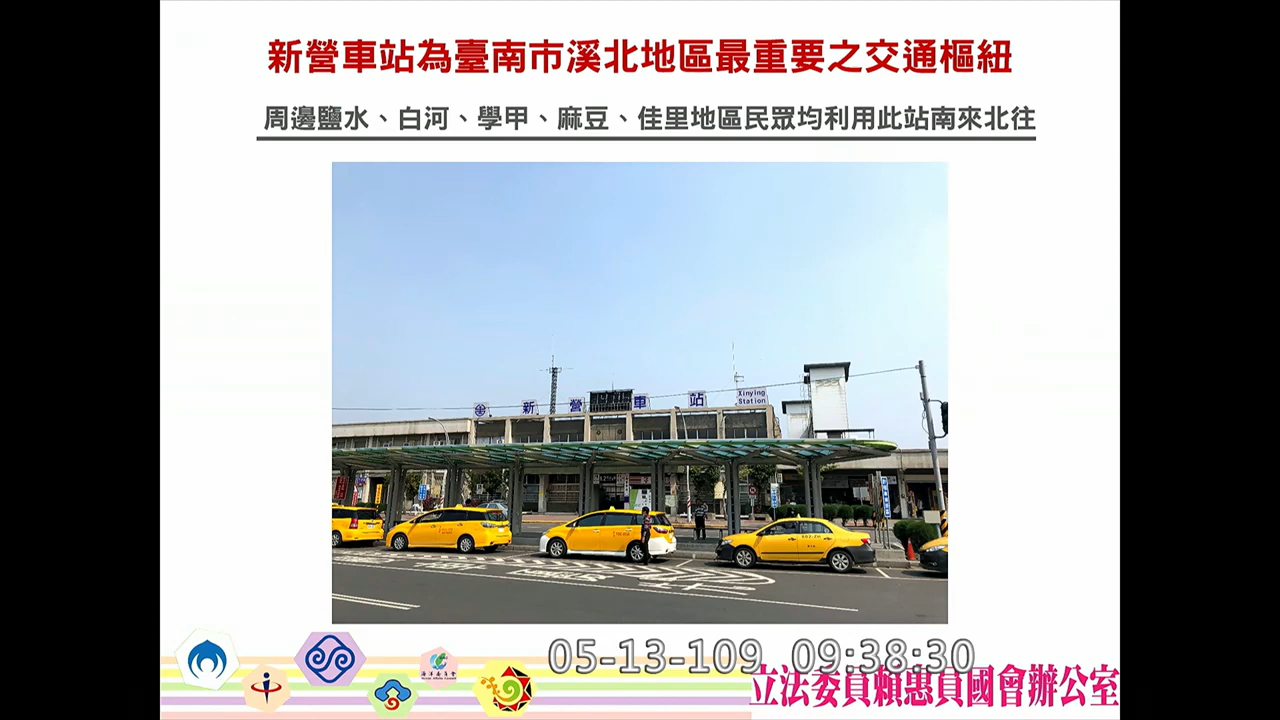 新營車站為臺南市溪北地區最重要之交通樞紐
周邊鹽水、白河、學甲、麻豆、佳里地區民眾均利用此站南來北往
新營車站
Xinying
Station
05-13-109 09:38:30
立法委員賴惠員國會辦公室